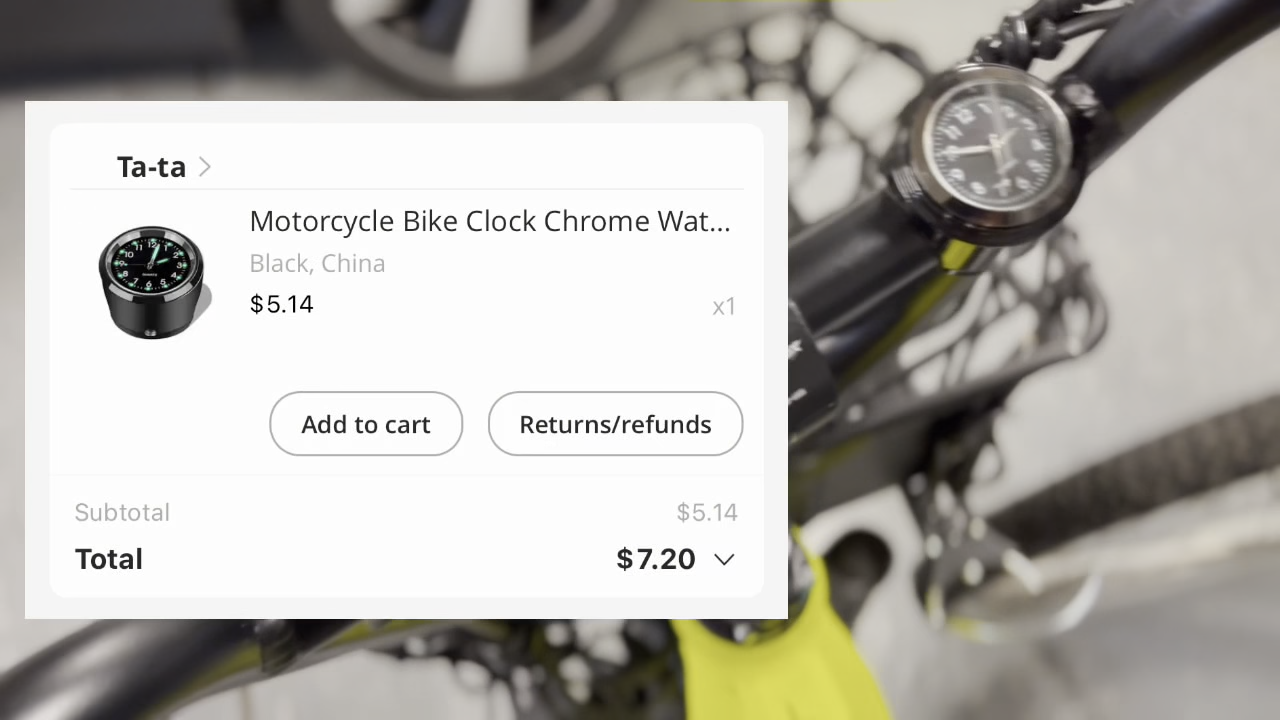 Ta-ta
Motorcycle Bike Clock Chrome Wat...
Black, China
$5.14
x1
Add to cart
Returns/refunds
Subtotal
$5.14
Total
$7.20